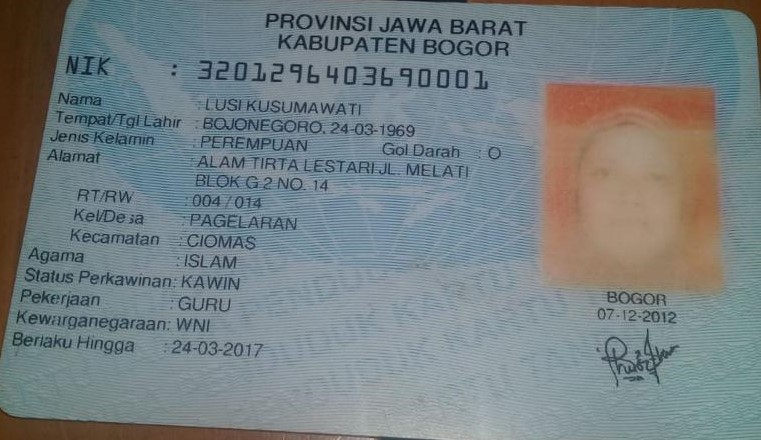 PROVINSI JAWA BARAT
KABUPATEN BOGOR
NIK : 3201296403690001
Nama : LUSI KUSUMAWATI
Tempat/Tgl Lahir : BOJONEGORO, 24-03-1969
Jenis Kelamin : PEREMPUAN Gol Darah : O
Alamat : ALAM TIRTA LESTARI JL. MELATI
BLOK G 2 NO. 14
RT/RW : 004 / 014
Kel/Desa : PAGELARAN
Kecamatan : CIOMAS
Agama : ISLAM
Status Perkawinan: KAWIN
Pekerjaan : GURU
Kewarganegaraan: WNI
Berlaku Hingga : 24-03-2017
BOGOR
07-12-2012